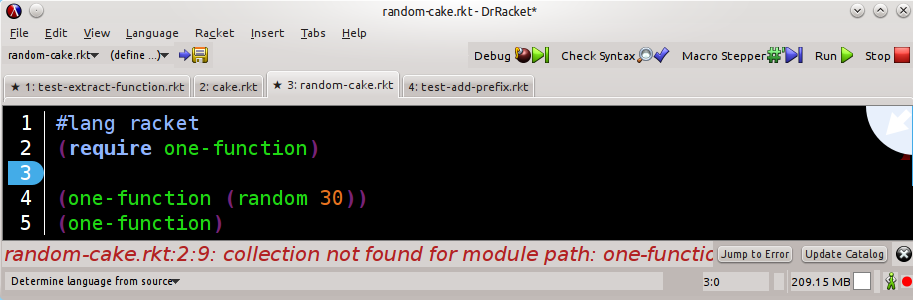 random-cake.rkt - DrRacket*
File Edit View Language Racket Insert Tabs Help
random-cake.rkt (define ...) Debug Check Syntax Macro Stepper Run Stop
★ 1: test-extract-function.rkt 2: cake.rkt ★ 3: random-cake.rkt 4: test-add-prefix.rkt
1 #lang racket
2 (require one-function)
3
4 (one-function (random 30))
5 (one-function)
random-cake.rkt:2:9: collection not found for module path: one-function Jump to Error Update Catalog
Determine language from source 3:0 209.15 MB